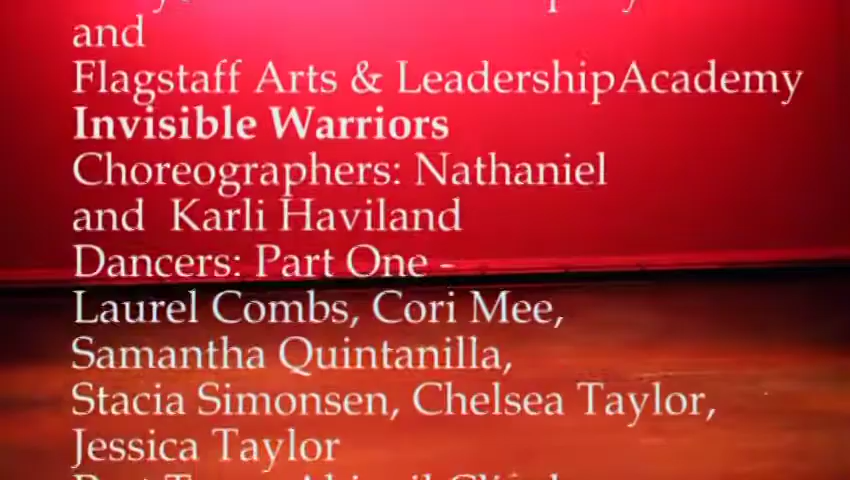 and
Flagstaff Arts & LeadershipAcademy
Invisible Warriors
Choreographers: Nathaniel
and Karli Haviland
Dancers: Part One -
Laurel Combs, Cori Mee,
Samantha Quintanilla,
Stacia Simonsen, Chelsea Taylor,
Jessica Taylor